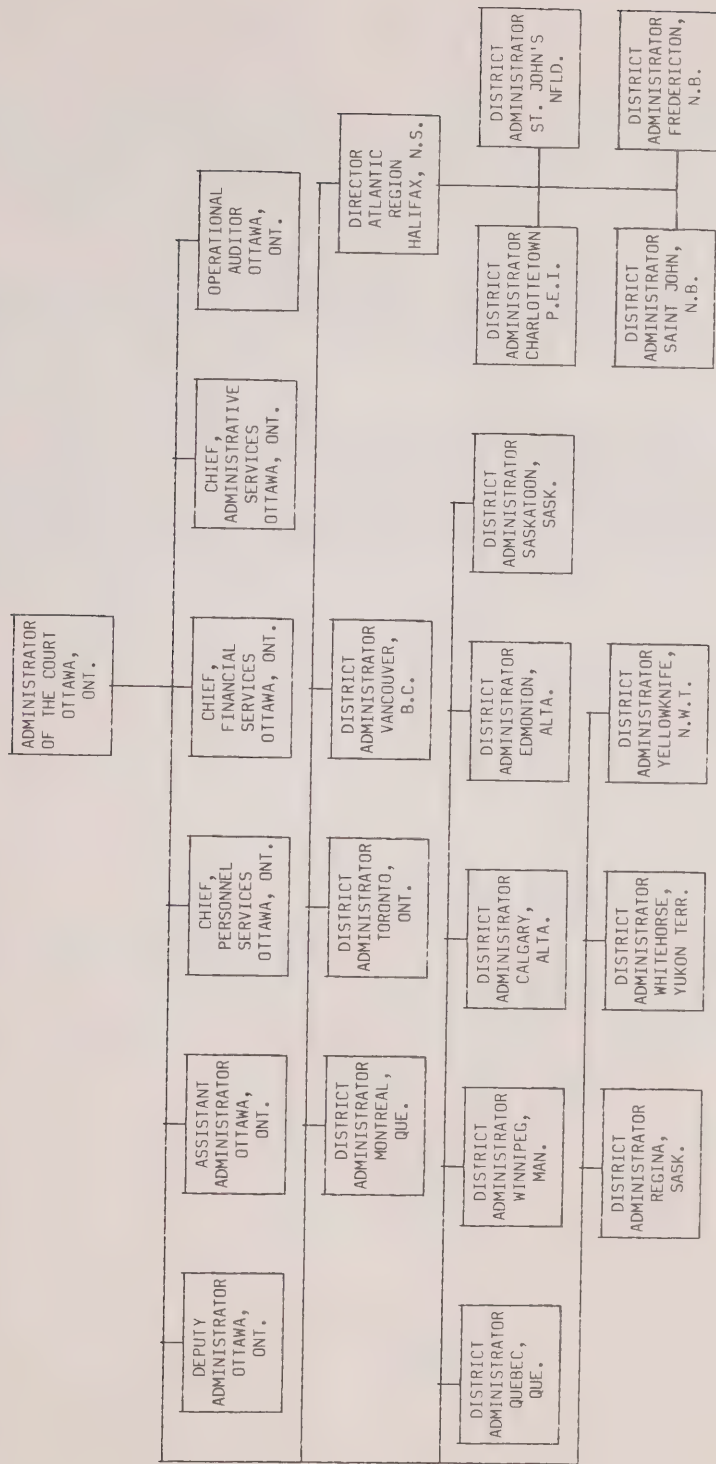 ADMINISTRATOR
OF THE COURT
OTTAWA,
ONT.
DEPUTY
ADMINISTRATOR
OTTAWA,
ONT.
ASSISTANT
ADMINISTRATOR
OTTAWA,
ONT.
CHIEF,
PERSONNEL
SERVICES
OTTAWA, ONT.
CHIEF,
FINANCIAL
SERVICES
OTTAWA, ONT.
CHIEF,
ADMINISTRATIVE
SERVICES
OTTAWA, ONT.
OPERATIONAL
AUDITOR
OTTAWA,
ONT.
DISTRICT
ADMINISTRATOR
MONTREAL,
QUE.
DISTRICT
ADMINISTRATOR
TORONTO,
ONT.
DISTRICT
ADMINISTRATOR
VANCOUVER,
B.C.
DIRECTOR
ATLANTIC
REGION
HALIFAX, N.S.
DISTRICT
ADMINISTRATOR
QUEBEC,
QUE.
DISTRICT
ADMINISTRATOR
WINNIPEG,
MAN.
DISTRICT
ADMINISTRATOR
CALGARY,
ALTA.
DISTRICT
ADMINISTRATOR
EDMONTON,
ALTA.
DISTRICT
ADMINISTRATOR
SASKATOON,
SASK.
DISTRICT
ADMINISTRATOR
CHARLOTTETOWN
P.E.I.
DISTRICT
ADMINISTRATOR
ST. JOHN'S
NFLD.
DISTRICT
ADMINISTRATOR
REGINA,
SASK.
DISTRICT
ADMINISTRATOR
WHITEHORSE,
YUKON TERR.
DISTRICT
ADMINISTRATOR
YELLOWKNIFE,
N.W.T.
DISTRICT
ADMINISTRATOR
SAINT JOHN,
N.B.
DISTRICT
ADMINISTRATOR
FREDERICTON,
N.B.